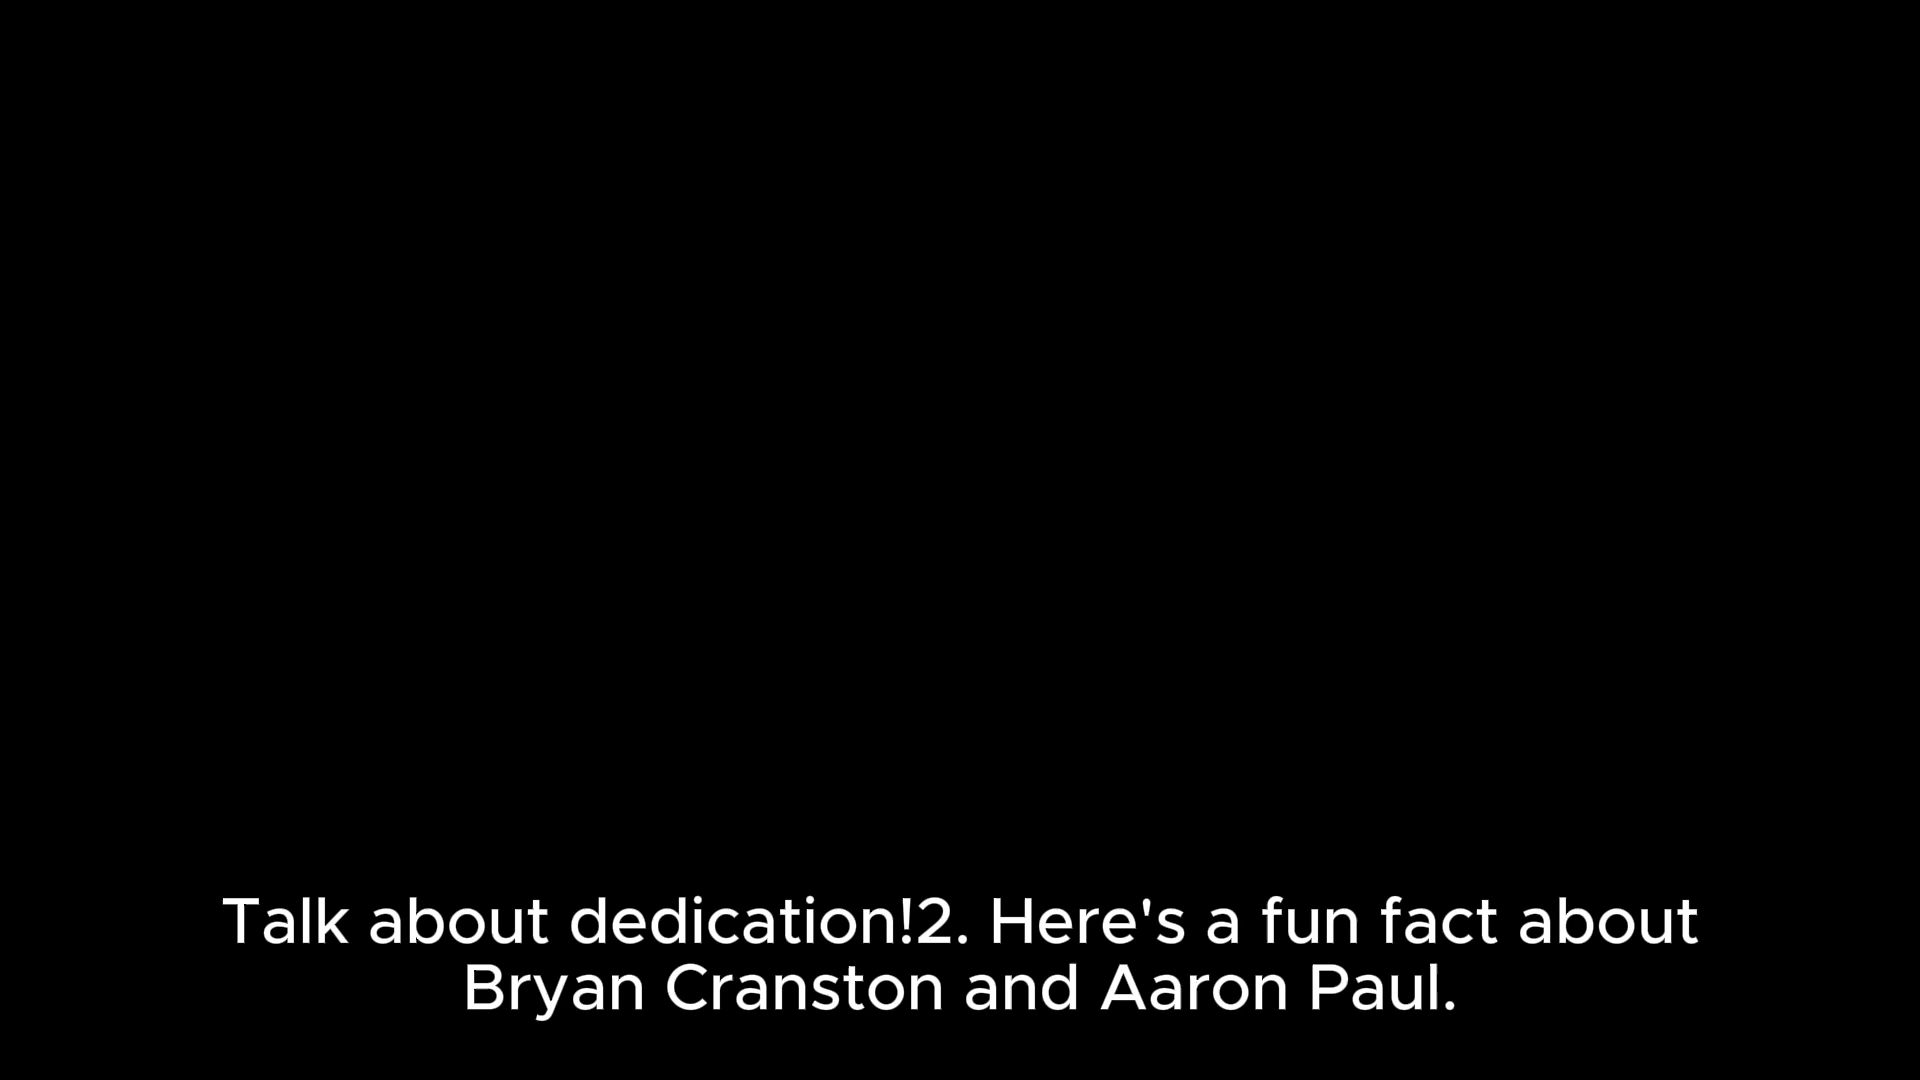 Talk about dedication!2. Here's a fun fact about
Bryan Cranston and Aaron Paul.